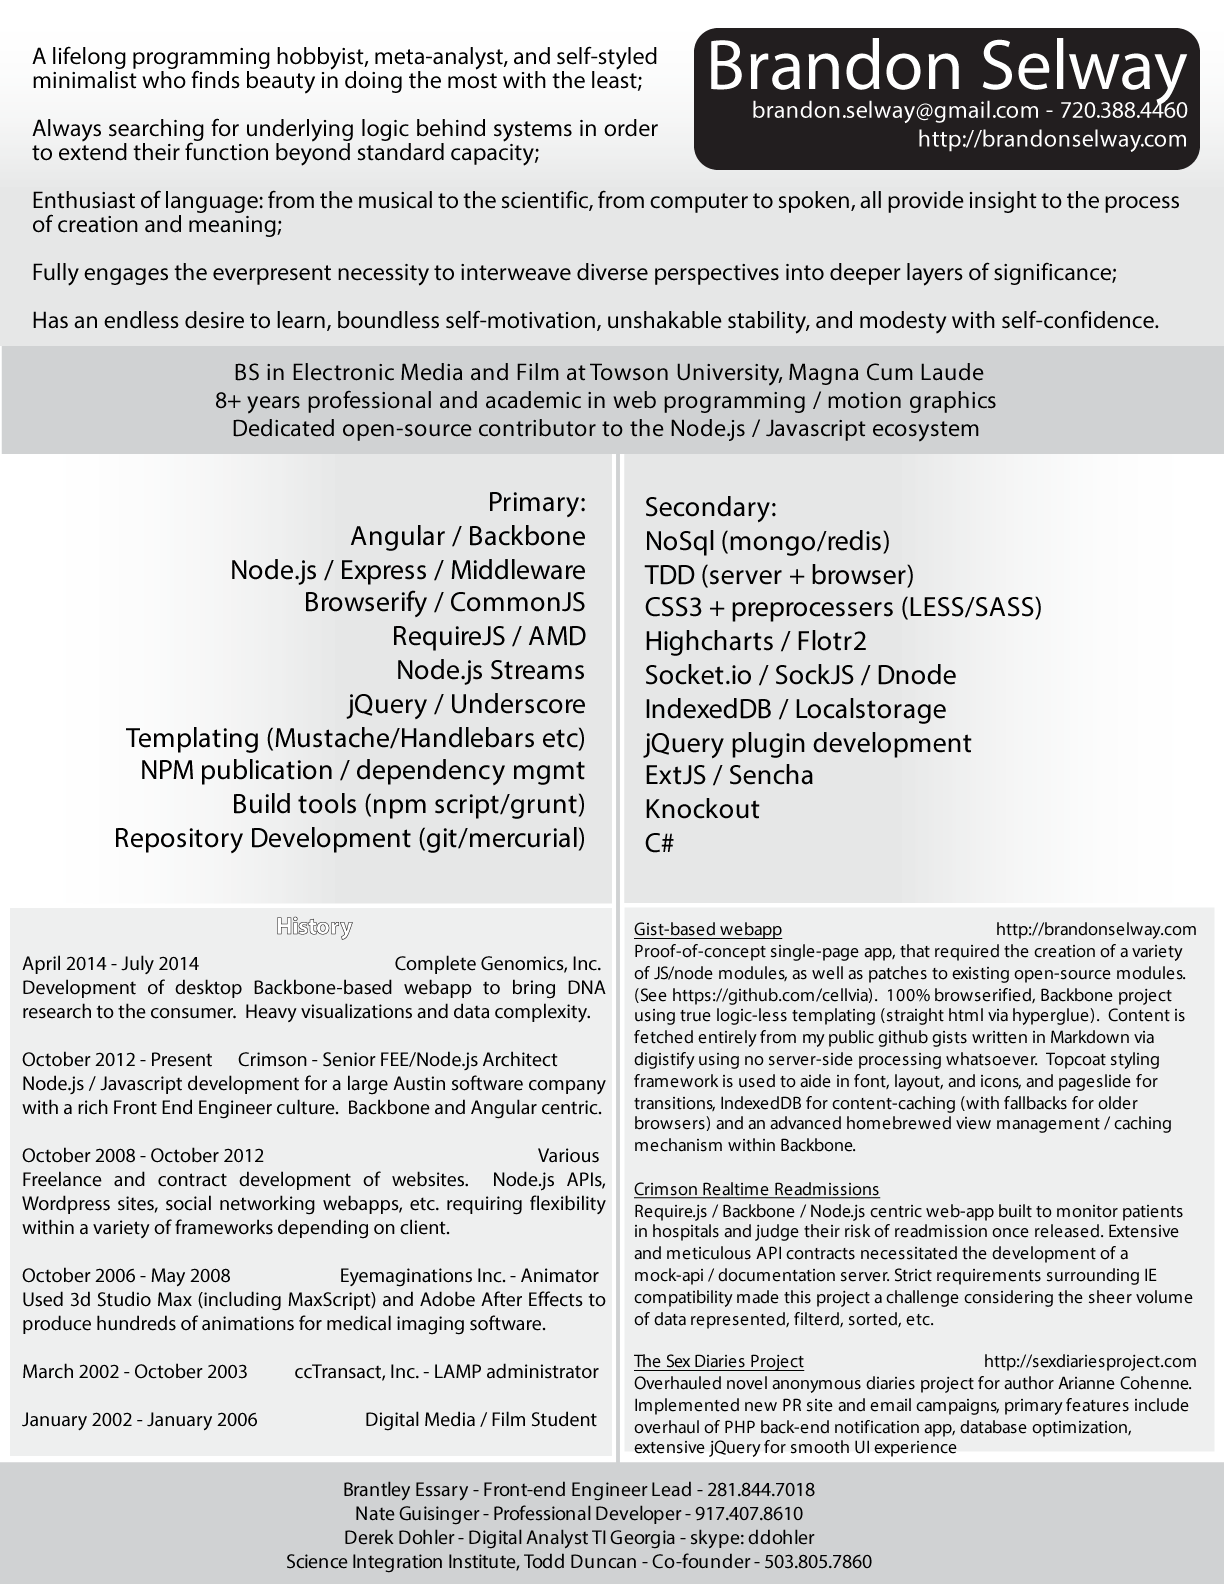 A lifelong programming hobbyist, meta-analyst, and self-styled
minimalist who finds beauty in doing the most with the least;
Always searching for underlying logic behind systems in order
to extend their function beyond standard capacity;
Brandon Selway
brandon.selway@gmail.com - 720.388.4460
http://brandonselway.com
Enthusiast of language: from the musical to the scientific, from computer to spoken, all provide insight to the process
of creation and meaning;
Fully engages the everpresent necessity to interweave diverse perspectives into deeper layers of significance;
Has an endless desire to learn, boundless self-motivation, unshakable stability, and modesty with self-confidence.
BS in Electronic Media and Film at Towson University, Magna Cum Laude
8+ years professional and academic in web programming / motion graphics
Dedicated open-source contributor to the Node.js / Javascript ecosystem
Primary:
Angular / Backbone
Node.js / Express / Middleware
Browserify / CommonJS
RequireJS / AMD
Node.js Streams
jQuery / Underscore
Templating (Mustache/Handlebars etc)
NPM publication / dependency mgmt
Build tools (npm script/grunt)
Repository Development (git/mercurial)
Secondary:
NoSql (mongo/redis)
TDD (server + browser)
CSS3 + preprocessers (LESS/SASS)
Highcharts / Flotr2
Socket.io / SockJS / Dnode
IndexedDB / Localstorage
jQuery plugin development
ExtJS / Sencha
Knockout
C#
History
April 2014 - July 2014 Complete Genomics, Inc.
Development of desktop Backbone-based webapp to bring DNA
research to the consumer. Heavy visualizations and data complexity.
October 2012 - Present Crimson - Senior FEE/Node.js Architect
Node.js / Javascript development for a large Austin software company
with a rich Front End Engineer culture. Backbone and Angular centric.
October 2008 - October 2012 Various
Freelance and contract development of websites. Node.js APIs,
Wordpress sites, social networking webapps, etc. requiring flexibility
within a variety of frameworks depending on client.
October 2006 - May 2008 Eyemaginations Inc. - Animator
Used 3d Studio Max (including MaxScript) and Adobe After Effects to
produce hundreds of animations for medical imaging software.
March 2002 - October 2003 ccTransact, Inc. - LAMP administrator
January 2002 - January 2006 Digital Media / Film Student
Gist-based webapp http://brandonselway.com
Proof-of-concept single-page app, that required the creation of a variety
of JS/node modules, as well as patches to existing open-source modules.
(See https://github.com/cellvia). 100% browserified, Backbone project
using true logic-less templating (straight html via hyperglue). Content is
fetched entirely from my public github gists written in Markdown via
digistify using no server-side processing whatsoever. Topcoat styling
framework is used to aide in font, layout, and icons, and pageslide for
transitions, IndexedDB for content-caching (with fallbacks for older
browsers) and an advanced homebrewed view management / caching
mechanism within Backbone.
Crimson Realtime Readmissions
Require.js / Backbone / Node.js centric web-app built to monitor patients
in hospitals and judge their risk of readmission once released. Extensive
and meticulous API contracts necessitated the development of a
mock-api / documentation server. Strict requirements surrounding IE
compatibility made this project a challenge considering the sheer volume
of data represented, filterd, sorted, etc.
The Sex Diaries Project http://sexdiariesproject.com
Overhauled novel anonymous diaries project for author Arianne Cohenne.
Implemented new PR site and email campaigns, primary features include
overhaul of PHP back-end notification app, database optimization,
extensive jQuery for smooth UI experience
Brantley Essary - Front-end Engineer Lead - 281.844.7018
Nate Guisinger - Professional Developer - 917.407.8610
Derek Dohler - Digital Analyst TI Georgia - skype: ddohler
Science Integration Institute, Todd Duncan - Co-founder - 503.805.7860